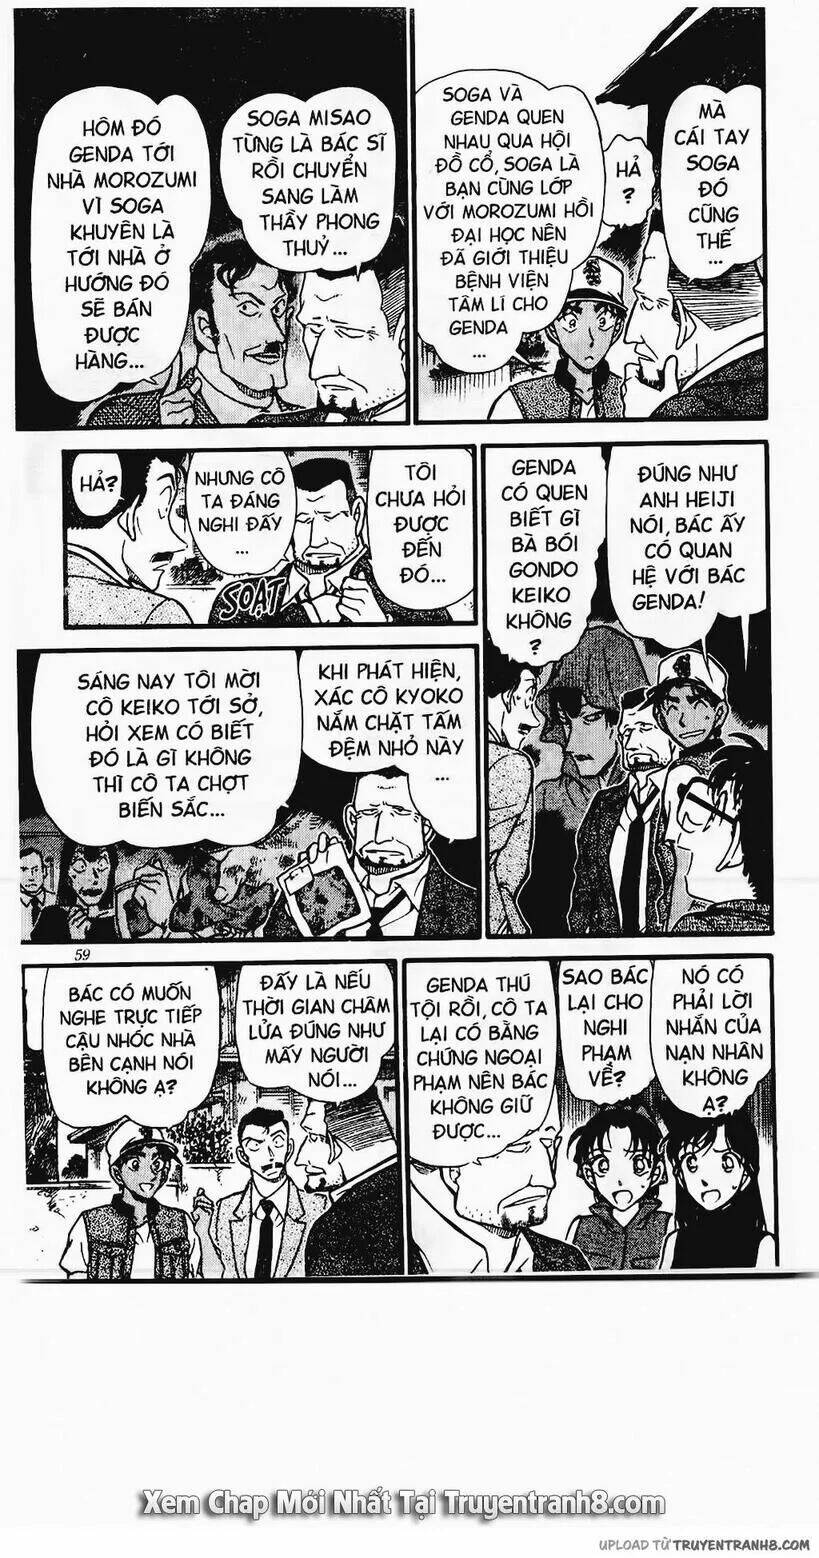 MÀ
CÁI TAY
SOGA
ĐÓ
CŨNG
THẾ
...
HẢ
?
SOGA VÀ
GENDA QUEN
NHAU QUA HỘI
ĐỒ CỔ, SOGA LÀ
BẠN CÙNG LỚP
VỚI MOROZUMI HỒI
ĐẠI HỌC NÊN
ĐÃ GIỚI THIỆU
BỆNH VIỆN
TÂM LÍ CHO
GENDA
...
SOGA MISAO
TỪNG LÀ BÁC SĨ
RỒI CHUYỂN
SANG LÀM
THẦY PHONG
THUỶ ...
HÔM ĐÓ
GENDA TỚI
NHÀ MOROZUMI
VÌ SOGA
KHUYÊN LÀ
TỚI NHÀ Ở
HƯỚNG ĐÓ
SẼ BÁN
ĐƯỢC
HÀNG...
ĐÚNG NHƯ
ANH HEIJI
NÓI, BÁC ẤY
CÓ QUAN
HỆ VỚI BÁC
GENDA!
GENDA
CÓ QUEN
BIẾT GÌ
BÀ BÓI
GONDO
KEIKO
KHÔNG
?
TÔI
CHƯA HỎI
ĐƯỢC
ĐẾN
ĐÓ...
NHƯNG CÔ
TA ĐÁNG
NGHI ĐẤY
...
SOẠT
HẢ?
KHI PHÁT HIỆN,
XÁC CÔ KYOKO
NẮM CHẶT TẤM
ĐỆM NHỎ NÀY
...
SÁNG NAY TÔI MỜI
CÔ KEIKO TỚI SỞ,
HỎI XEM CÓ BIẾT
ĐÓ LÀ GÌ KHÔNG
THÌ CÔ TA CHỢT
BIẾN SẮC...
59
NÓ CÓ
PHẢI LỜI
NHẮN CỦA
NẠN NHÂN
KHÔNG
Ạ?
SAO BÁC
LẠI CHO
NGHI
PHẠM
VỀ?
GENDA THÚ
TỘI RỒI, CÔ TA
LẠI CÓ BẰNG
CHỨNG NGOẠI
PHẠM NÊN BÁC
KHÔNG GIỮ
ĐƯỢC...
ĐẤY LÀ NẾU
THỜI GIAN CHÂM
LỬA ĐÚNG NHƯ
MẤY NGƯỜI
NÓI...
BÁC CÓ MUỐN
NGHE TRỰC TIẾP
CẬU NHÓC NHÀ
BÊN CẠNH NÓI
KHÔNG Ạ?
Xem Chap Mới Nhất Tại Truyentranh8.com
UPLOAD TỪ TRUYENTRANH8.COM